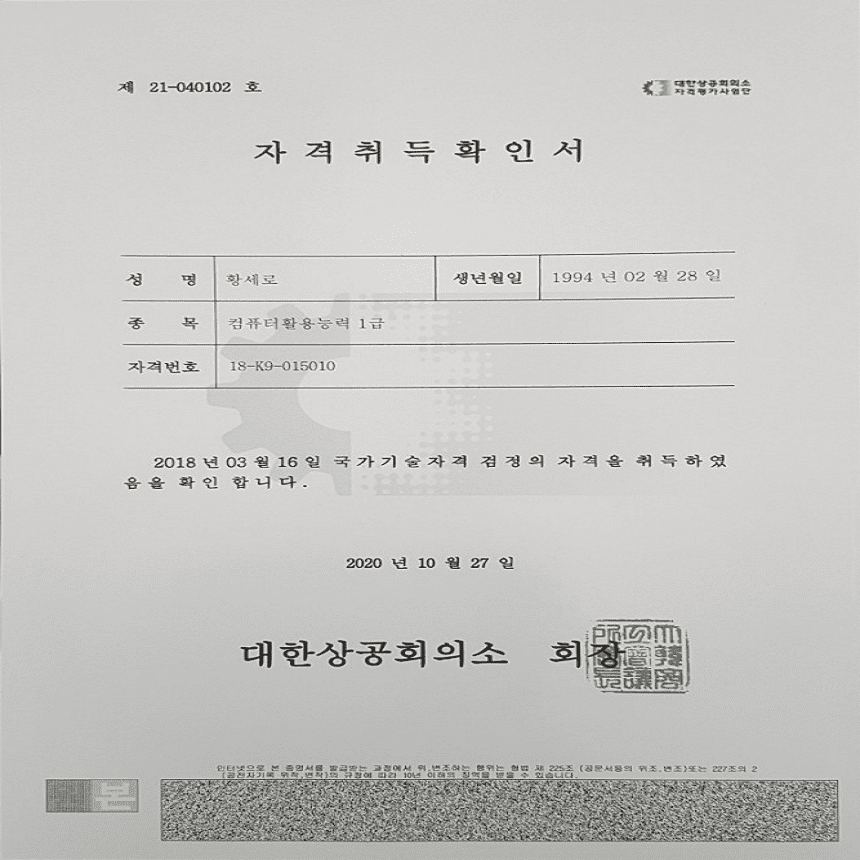 제 21-040102 호
대한상공회의소
자격평가사업단
자격취득확인서
성 명 황세로 생년월일 1994 년 02 월 28 일
종 목 컴퓨터활용능력 1급
자격번호 18-K9-015010
2018 년 03 월 16 일 국가기술자격 검정의 자격을 취득하였
음을 확인 합니다.
2020 년 10 월 27 일
대한상공회의소 회장
인터넷으로 본 증명서를 발급받는 과정에서 위,변조하는 행위는 형법 제 225조 (공문서등의 위조,변조)또는 227조의 2
(공전자기록 위작,변작)의 규정에 따라 10년 이하의 징역을 받을 수 있습니다.